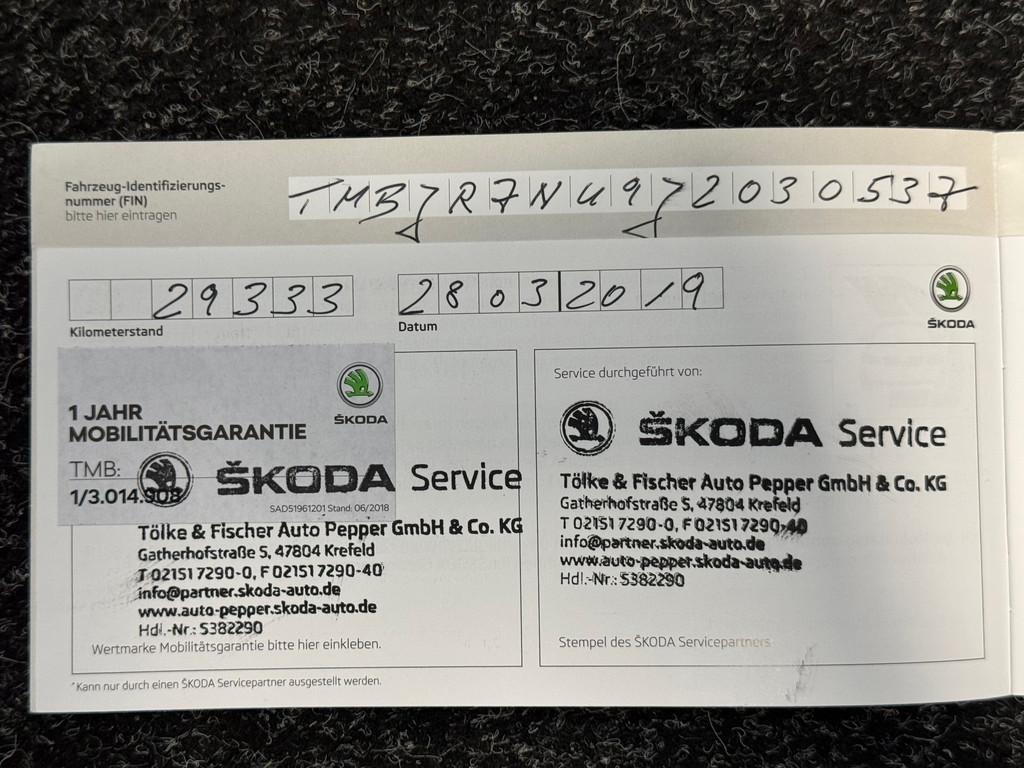 Fahrzeug-Identifizierungs-
nummer (FIN)
bitte hier eintragen
TMBJR7NU9J2030537
29333
28032019
Kilometerstand
Datum
ŠKODA
1 JAHR
MOBILITÄTSGARANTIE
ŠKODA
TMB:
1/3.014.908
SAD51961201 Stand: 06/2018
ŠKODA Service
Tölke & Fischer Auto Pepper GmbH & Co. KG
Gatherhofstraße 5, 47804 Krefeld
T 02151 7290-0, F 02151 7290-40
info@partner.skoda-auto.de
www.auto-pepper.skoda-auto.de
Hdl.-Nr.: 5382290
Wertmarke Mobilitätsgarantie bitte hier einkleben.
*Kann nur durch einen ŠKODA Servicepartner ausgestellt werden.
Service durchgeführt von:
ŠKODA Service
Tölke & Fischer Auto Pepper GmbH & Co. KG
Gatherhofstraße 5, 47804 Krefeld
T 02151 7290-0, F 02151 7290-40
info@partner.skoda-auto.de
www.auto-pepper.skoda-auto.de
Hdl.-Nr.: 5382290
Stempel des ŠKODA Servicepartners